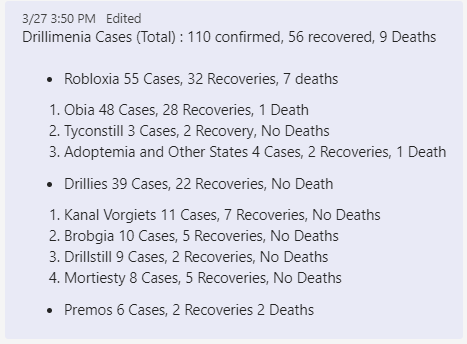 3/27 3:50 PM Edited
Drillimenia Cases (Total) : 110 confirmed, 56 recovered, 9 Deaths
• Robloxia 55 Cases, 32 Recoveries, 7 deaths
1. Obia 48 Cases, 28 Recoveries, 1 Death
2. Tyconstill 3 Cases, 2 Recovery, No Deaths
3. Adoptemia and Other States 4 Cases, 2 Recoveries, 1 Death
• Drillies 39 Cases, 22 Recoveries, No Death
1. Kanal Vorgiets 11 Cases, 7 Recoveries, No Deaths
2. Brobgia 10 Cases, 5 Recoveries, No Deaths
3. Drillstill 9 Cases, 2 Recoveries, No Deaths
4. Mortiesty 8 Cases, 5 Recoveries, No Deaths
• Premos 6 Cases, 2 Recoveries 2 Deaths